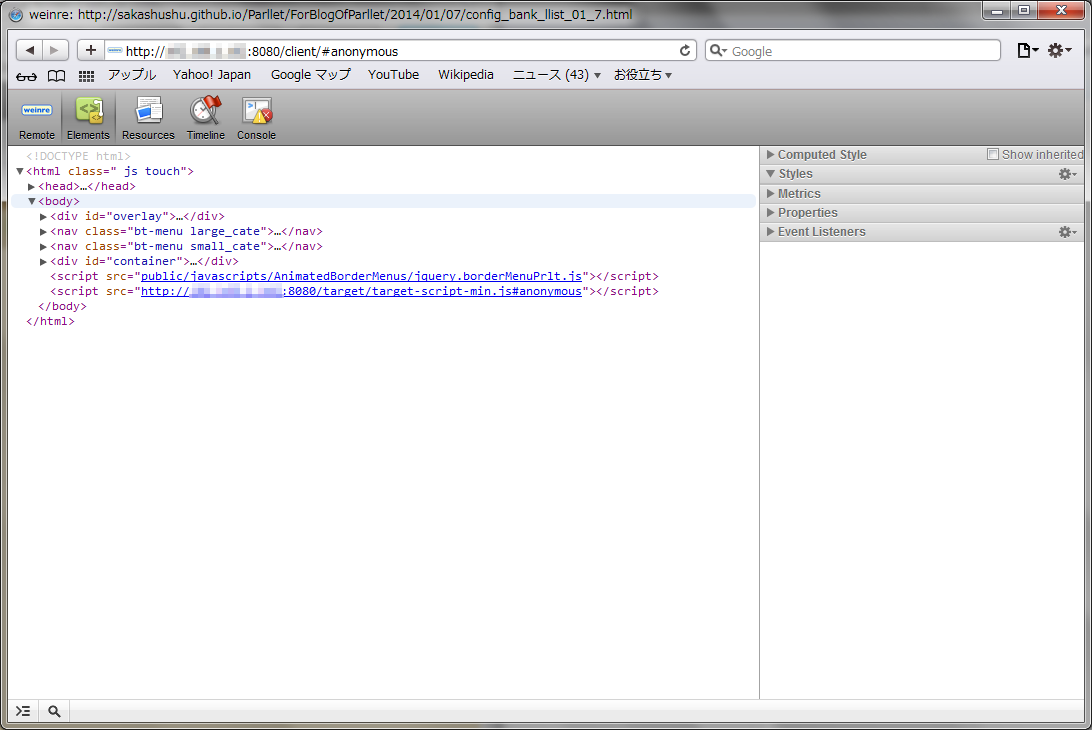 weinre: http://sakashushu.github.io/Parllet/ForBlogOfParllet/2014/01/07/config_bank_llist_01_7.html
http:// :8080/client/#anonymous
Google
アップル Yahoo! Japan Google マップ YouTube Wikipedia ニュース (43) お役立ち
weinre
Remote Elements Resources Timeline Console
<!DOCTYPE html>
<html class=" js touch">
<head>…</head>
<body>
<div id="overlay">…</div>
<nav class="bt-menu large_cate">…</nav>
<nav class="bt-menu small_cate">…</nav>
<div id="container">…</div>
<script src="public/javascripts/AnimatedBorderMenus/jquery.borderMenuPrlt.js"></script>
<script src="http:// :8080/target/target-script-min.js#anonymous"></script>
</body>
</html>
Computed Style Show inherited
Styles
Metrics
Properties
Event Listeners